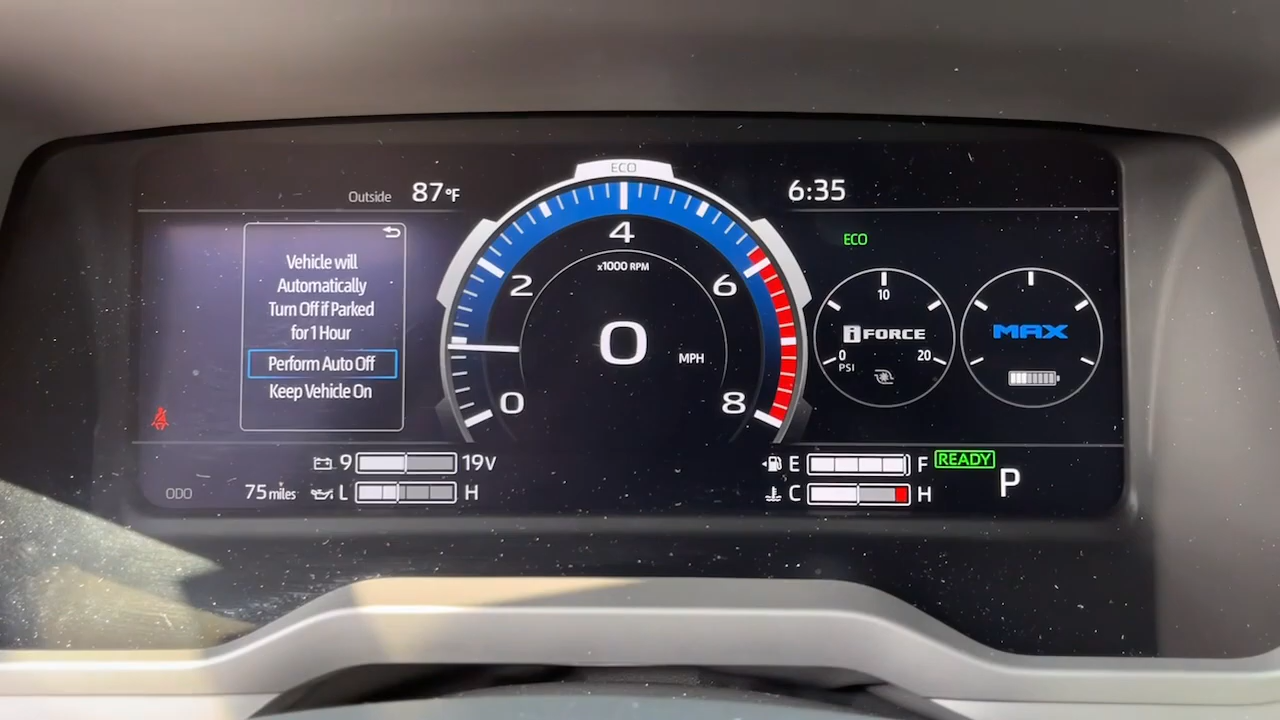 ECO
Outside 87°F
6:35
Vehicle will
Automatically
Turn Off if Parked
for 1 Hour
Perform Auto Off
Keep Vehicle On
4
x1000 RPM
2
6
0
MPH
0
8
ECO
10
iFORCE
0
20
PSI
MAX
9 19V
L H
ODO 75 miles
E F
C H
READY
P